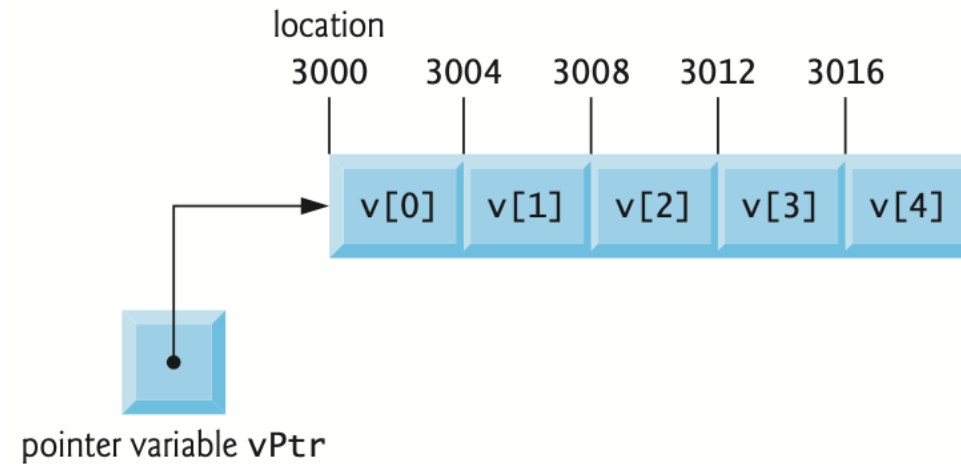 location
3000 3004 3008 3012 3016
v[0] v[1] v[2] v[3] v[4]
pointer variable vPtr